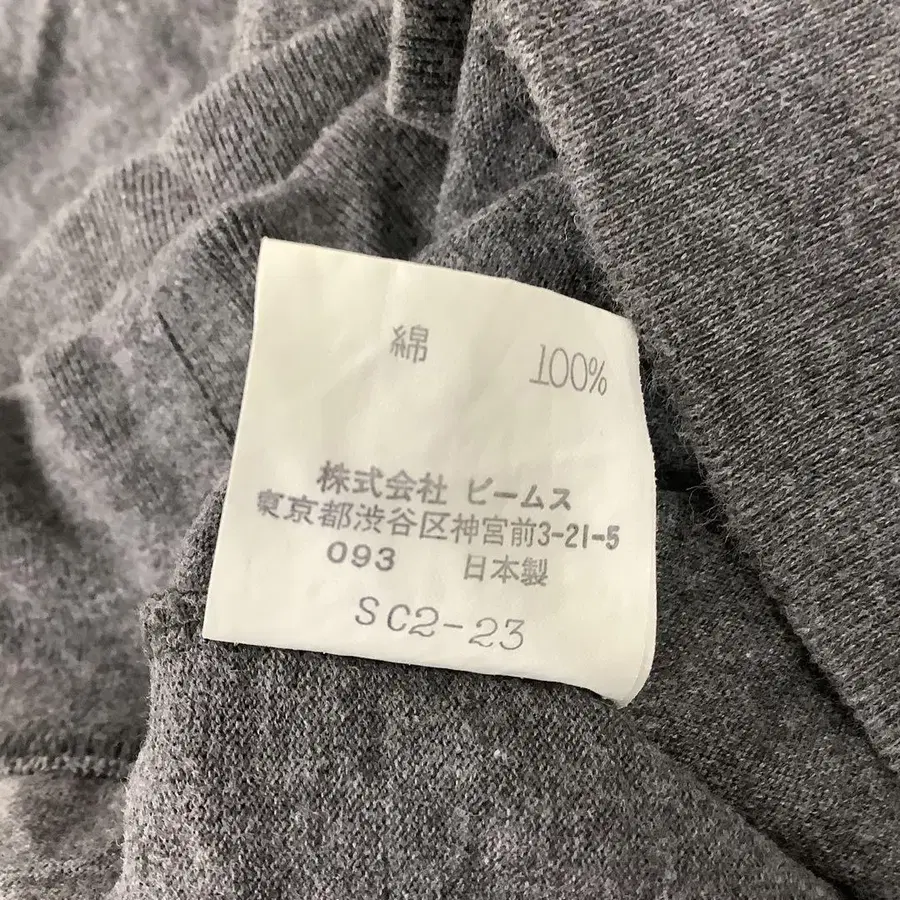 綿 100%
株式会社 ビームス
東京都渋谷区神宮前3-21-5
093 日本製
SC2-23